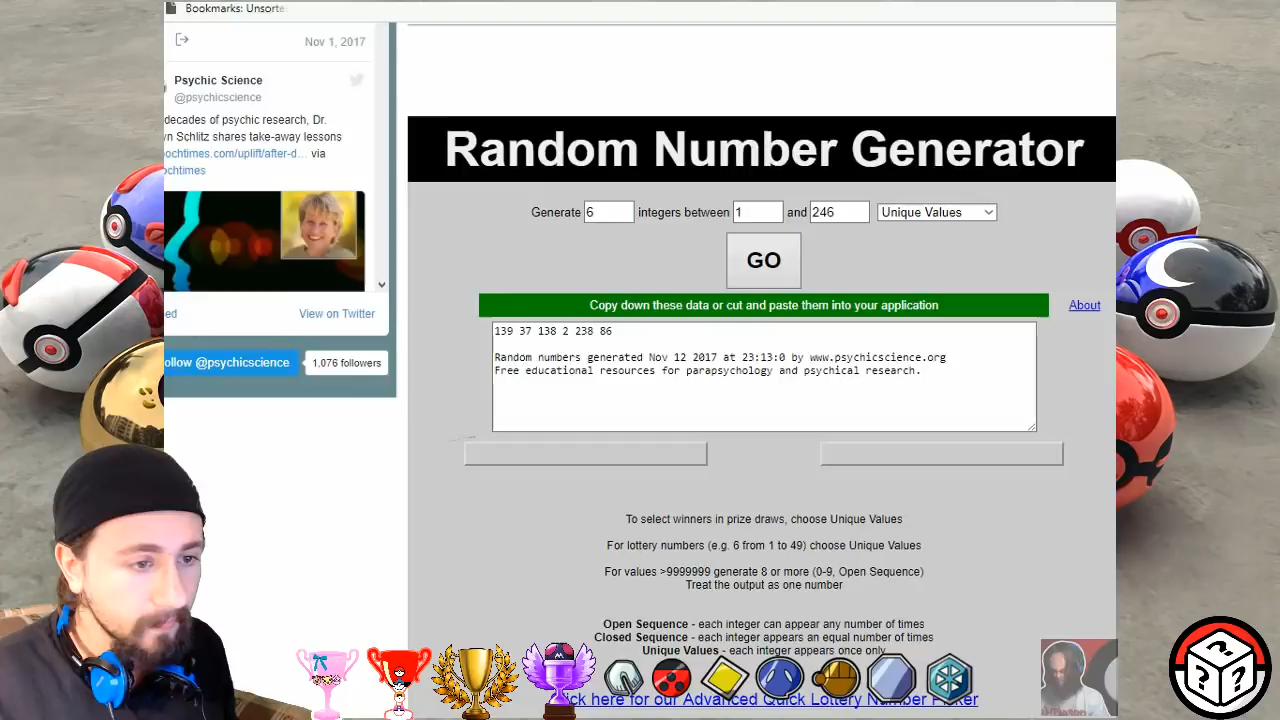 Bookmarks: Unsorte
Nov 1, 2017
Psychic Science
@psychicscience
decades of psychic research, Dr.
n Schlitz shares take-away lessons
ochtimes.com/uplift/after-d… via
ochtimes
ed
View on Twitter
ollow @psychicscience
1,076 followers
Random Number Generator
Generate 6 integers between 1 and 246 Unique Values
GO
Copy down these data or cut and paste them into your application
About
139 37 138 2 238 86
Random numbers generated Nov 12 2017 at 23:13:0 by www.psychicscience.org
Free educational resources for parapsychology and psychical research.
To select winners in prize draws, choose Unique Values
For lottery numbers (e.g. 6 from 1 to 49) choose Unique Values
For values >9999999 generate 8 or more (0-9, Open Sequence)
Treat the output as one number
Open Sequence - each integer can appear any number of times
Closed Sequence - each integer appears an equal number of times
Unique Values - each integer appears once only
ick here for our Advanced Quick Lottery Number Picker
? ? ?